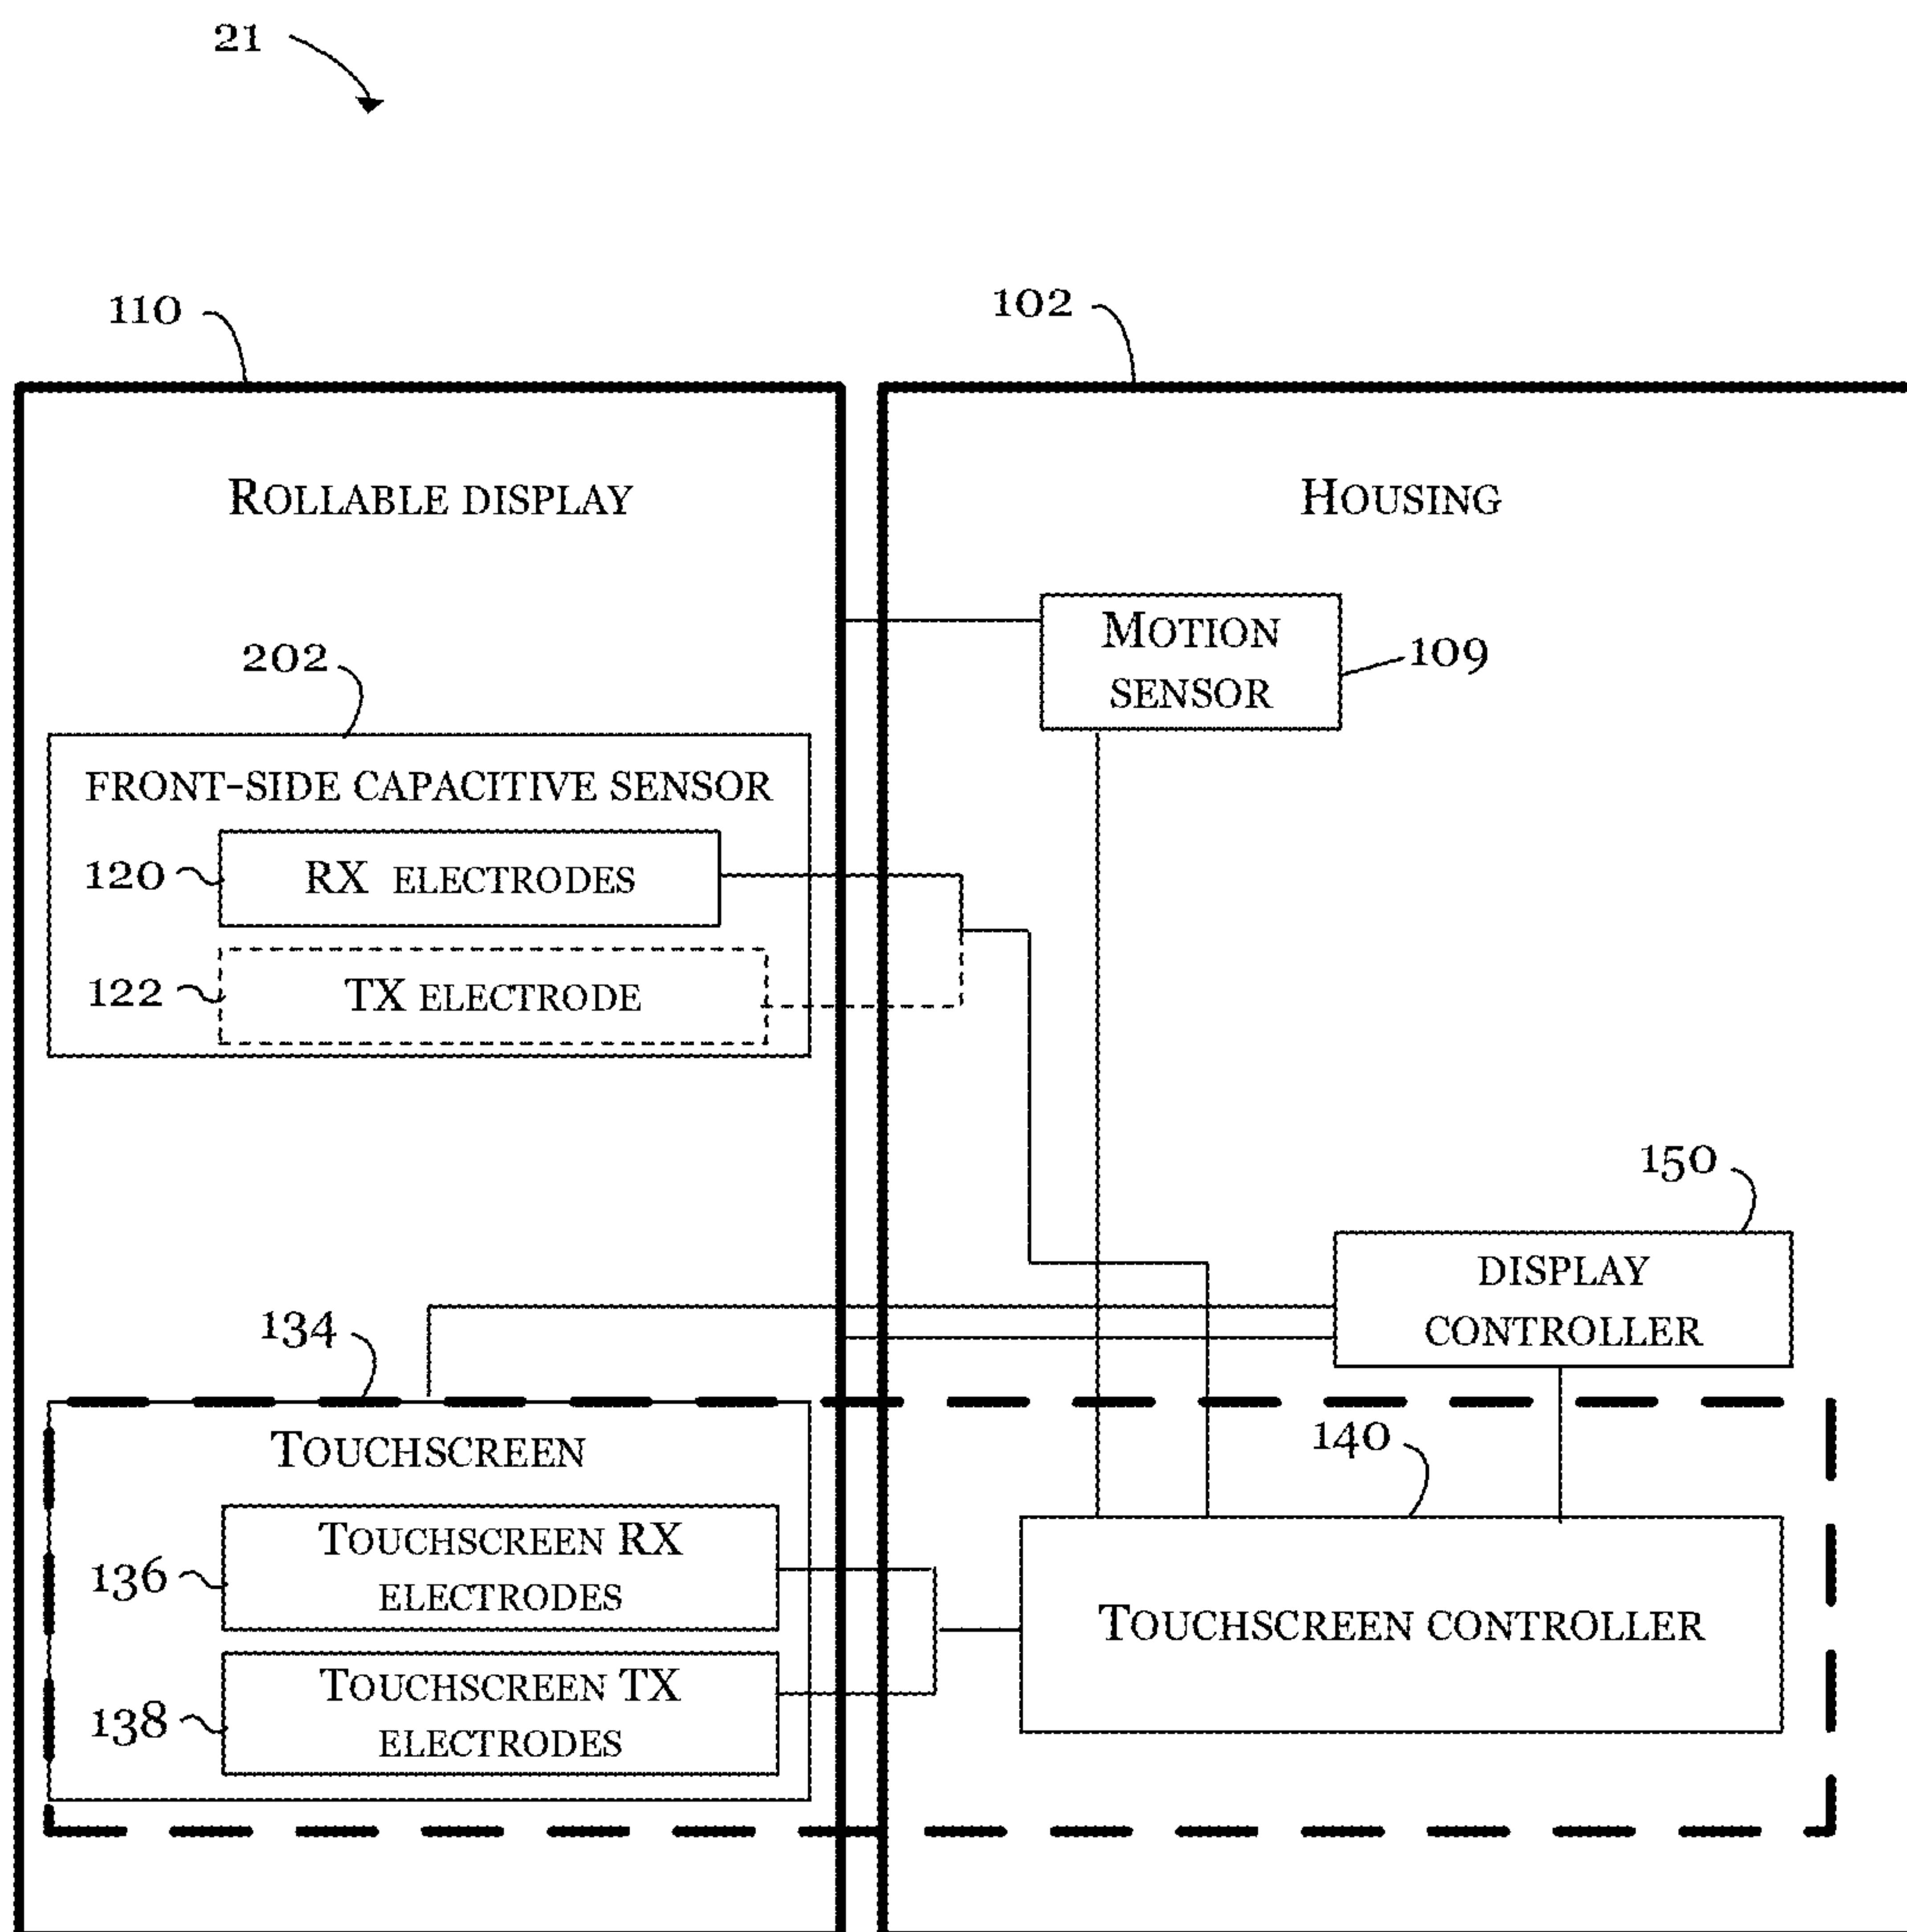 21
110
102
ROLLABLE DISPLAY
HOUSING
MOTION
SENSOR
109
202
FRONT-SIDE CAPACITIVE SENSOR
120
RX ELECTRODES
122
TX ELECTRODE
150
DISPLAY
CONTROLLER
134
TOUCHSCREEN
140
136
TOUCHSCREEN RX
ELECTRODES
TOUCHSCREEN CONTROLLER
138
TOUCHSCREEN TX
ELECTRODES